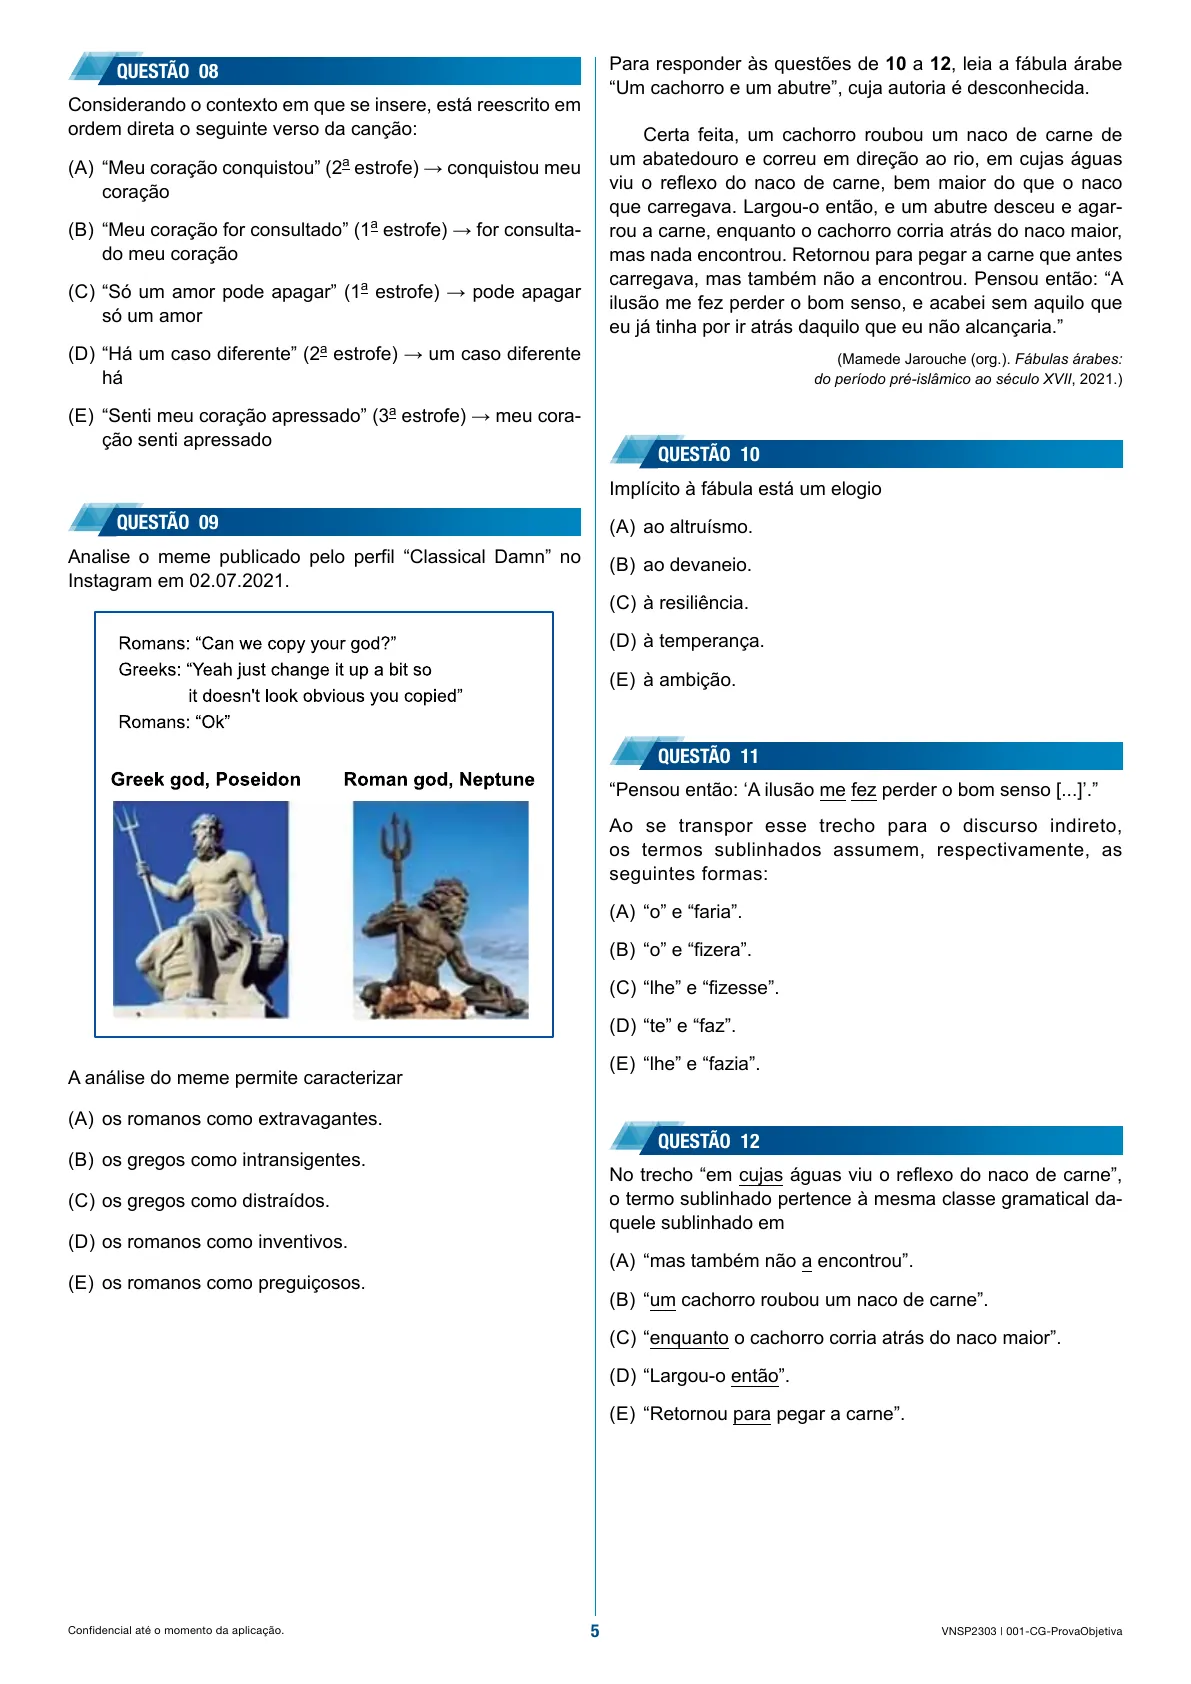 QUESTÃO 08
Considerando o contexto em que se insere, está reescrito em
ordem direta o seguinte verso da canção:
(A) “Meu coração conquistou” (2ª estrofe) → conquistou meu
coração
(B) “Meu coração for consultado” (1ª estrofe) → for consulta-
do meu coração
(C) “Só um amor pode apagar” (1ª estrofe) → pode apagar
só um amor
(D) “Há um caso diferente” (2ª estrofe) → um caso diferente
há
(E) “Senti meu coração apressado” (3ª estrofe) → meu cora-
ção senti apressado
QUESTÃO 09
Analise o meme publicado pelo perfil “Classical Damn” no
Instagram em 02.07.2021.
Romans: “Can we copy your god?”
Greeks: “Yeah just change it up a bit so
it doesn't look obvious you copied”
Romans: “Ok”
Greek god, Poseidon Roman god, Neptune
A análise do meme permite caracterizar
(A) os romanos como extravagantes.
(B) os gregos como intransigentes.
(C) os gregos como distraídos.
(D) os romanos como inventivos.
(E) os romanos como preguiçosos.
Para responder às questões de 10 a 12, leia a fábula árabe
“Um cachorro e um abutre”, cuja autoria é desconhecida.
Certa feita, um cachorro roubou um naco de carne de
um abatedouro e correu em direção ao rio, em cujas águas
viu o reflexo do naco de carne, bem maior do que o naco
que carregava. Largou-o então, e um abutre desceu e agar-
rou a carne, enquanto o cachorro corria atrás do naco maior,
mas nada encontrou. Retornou para pegar a carne que antes
carregava, mas também não a encontrou. Pensou então: “A
ilusão me fez perder o bom senso, e acabei sem aquilo que
eu já tinha por ir atrás daquilo que eu não alcançaria.”
(Mamede Jarouche (org.). Fábulas árabes:
do período pré-islâmico ao século XVII, 2021.)
QUESTÃO 10
Implícito à fábula está um elogio
(A) ao altruísmo.
(B) ao devaneio.
(C) à resiliência.
(D) à temperança.
(E) à ambição.
QUESTÃO 11
“Pensou então: ‘A ilusão me fez perder o bom senso [...]’.”
Ao se transpor esse trecho para o discurso indireto,
os termos sublinhados assumem, respectivamente, as
seguintes formas:
(A) “o” e “faria”.
(B) “o” e “fizera”.
(C) “lhe” e “fizesse”.
(D) “te” e “faz”.
(E) “lhe” e “fazia”.
QUESTÃO 12
No trecho “em cujas águas viu o reflexo do naco de carne”,
o termo sublinhado pertence à mesma classe gramatical da-
quele sublinhado em
(A) “mas também não a encontrou”.
(B) “um cachorro roubou um naco de carne”.
(C) “enquanto o cachorro corria atrás do naco maior”.
(D) “Largou-o então”.
(E) “Retornou para pegar a carne”.
Confidencial até o momento da aplicação.
5
VNSP2303 | 001-CG-ProvaObjetiva